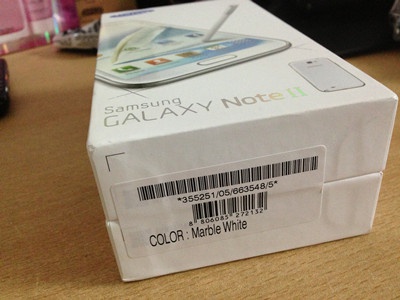 Samsung
GALAXY Note II
*355251/05/663548/5*
8 806085 272132
COLOR : Marble White